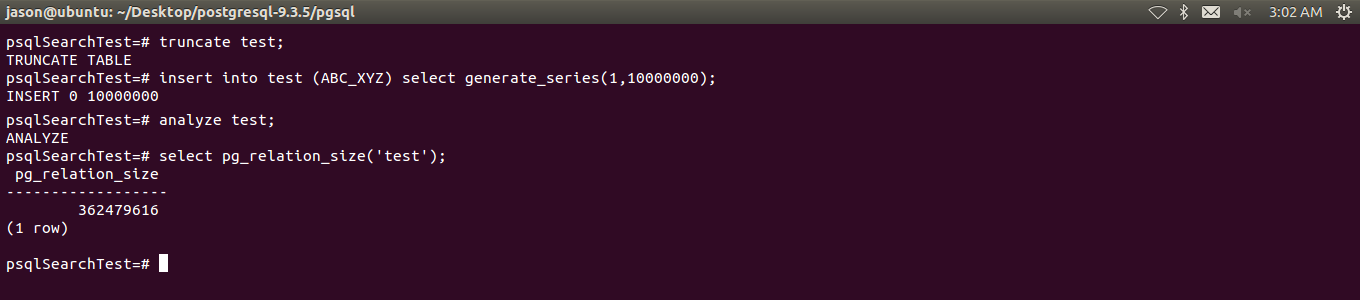 jason@ubuntu: ~/Desktop/postgresql-9.3.5/pgsql
3:02 AM
psqlSearchTest=# truncate test;
TRUNCATE TABLE
psqlSearchTest=# insert into test (ABC_XYZ) select generate_series(1,10000000);
INSERT 0 10000000
psqlSearchTest=# analyze test;
ANALYZE
psqlSearchTest=# select pg_relation_size('test');
 pg_relation_size
------------------
        362479616
(1 row)
psqlSearchTest=#